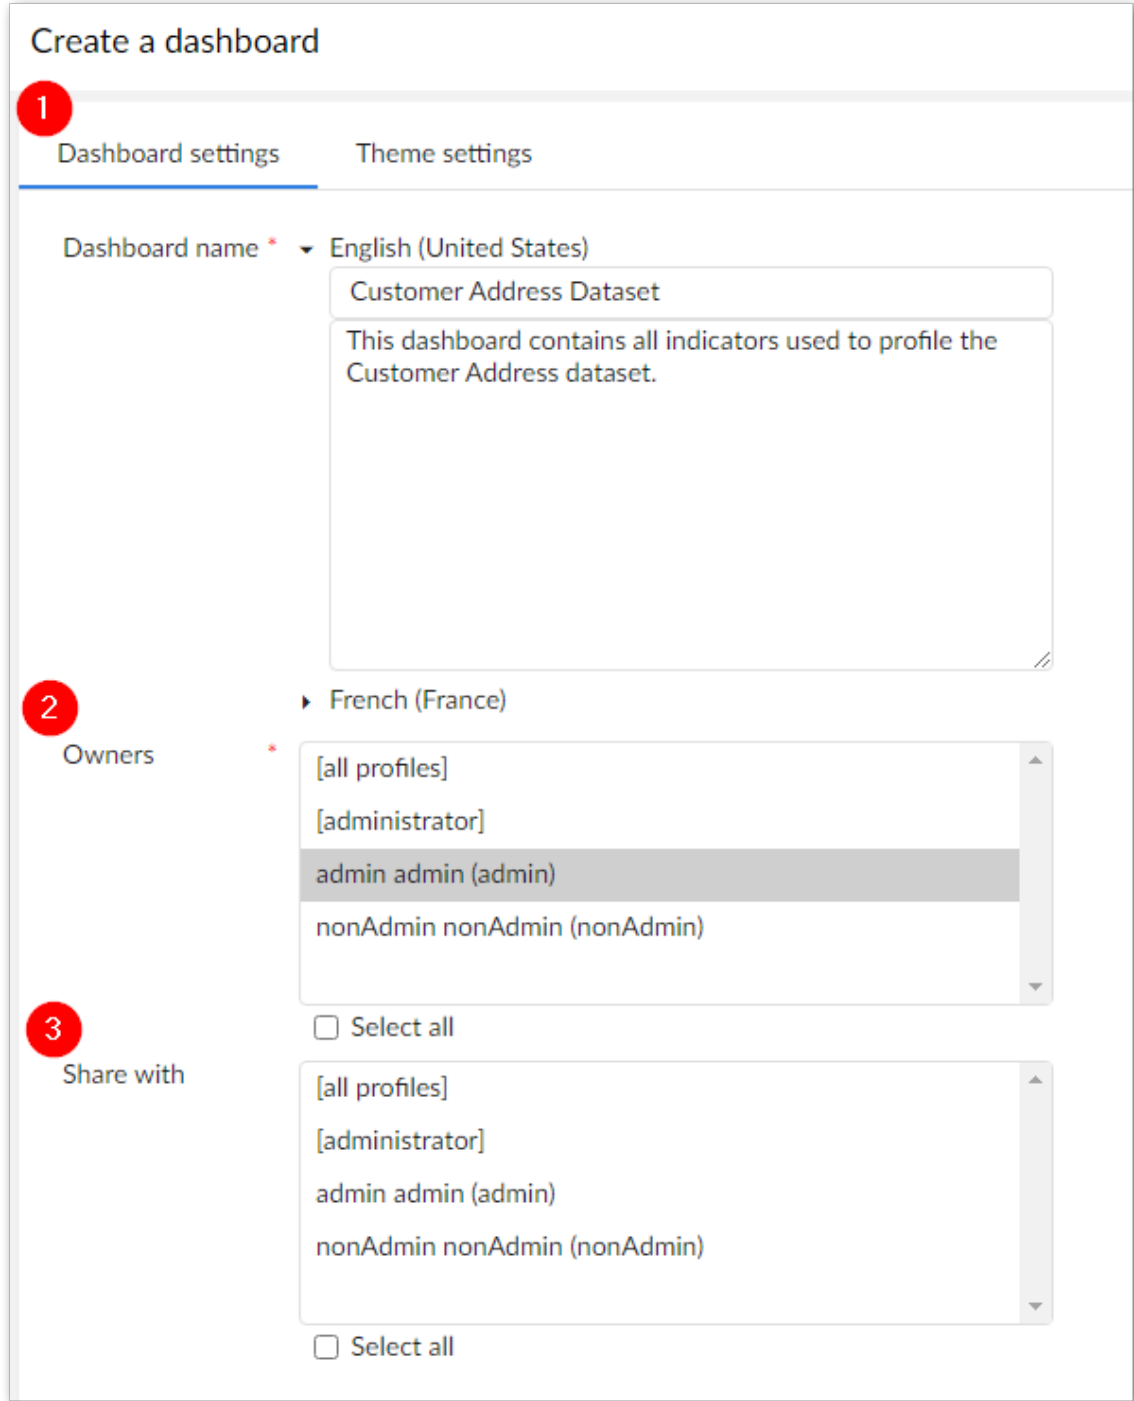 Create a dashboard
1
Dashboard settings Theme settings
Dashboard name * English (United States)
Customer Address Dataset
This dashboard contains all indicators used to profile the
Customer Address dataset.
2
French (France)
Owners *
[all profiles]
[administrator]
admin admin (admin)
nonAdmin nonAdmin (nonAdmin)
Select all
3
Share with
[all profiles]
[administrator]
admin admin (admin)
nonAdmin nonAdmin (nonAdmin)
Select all